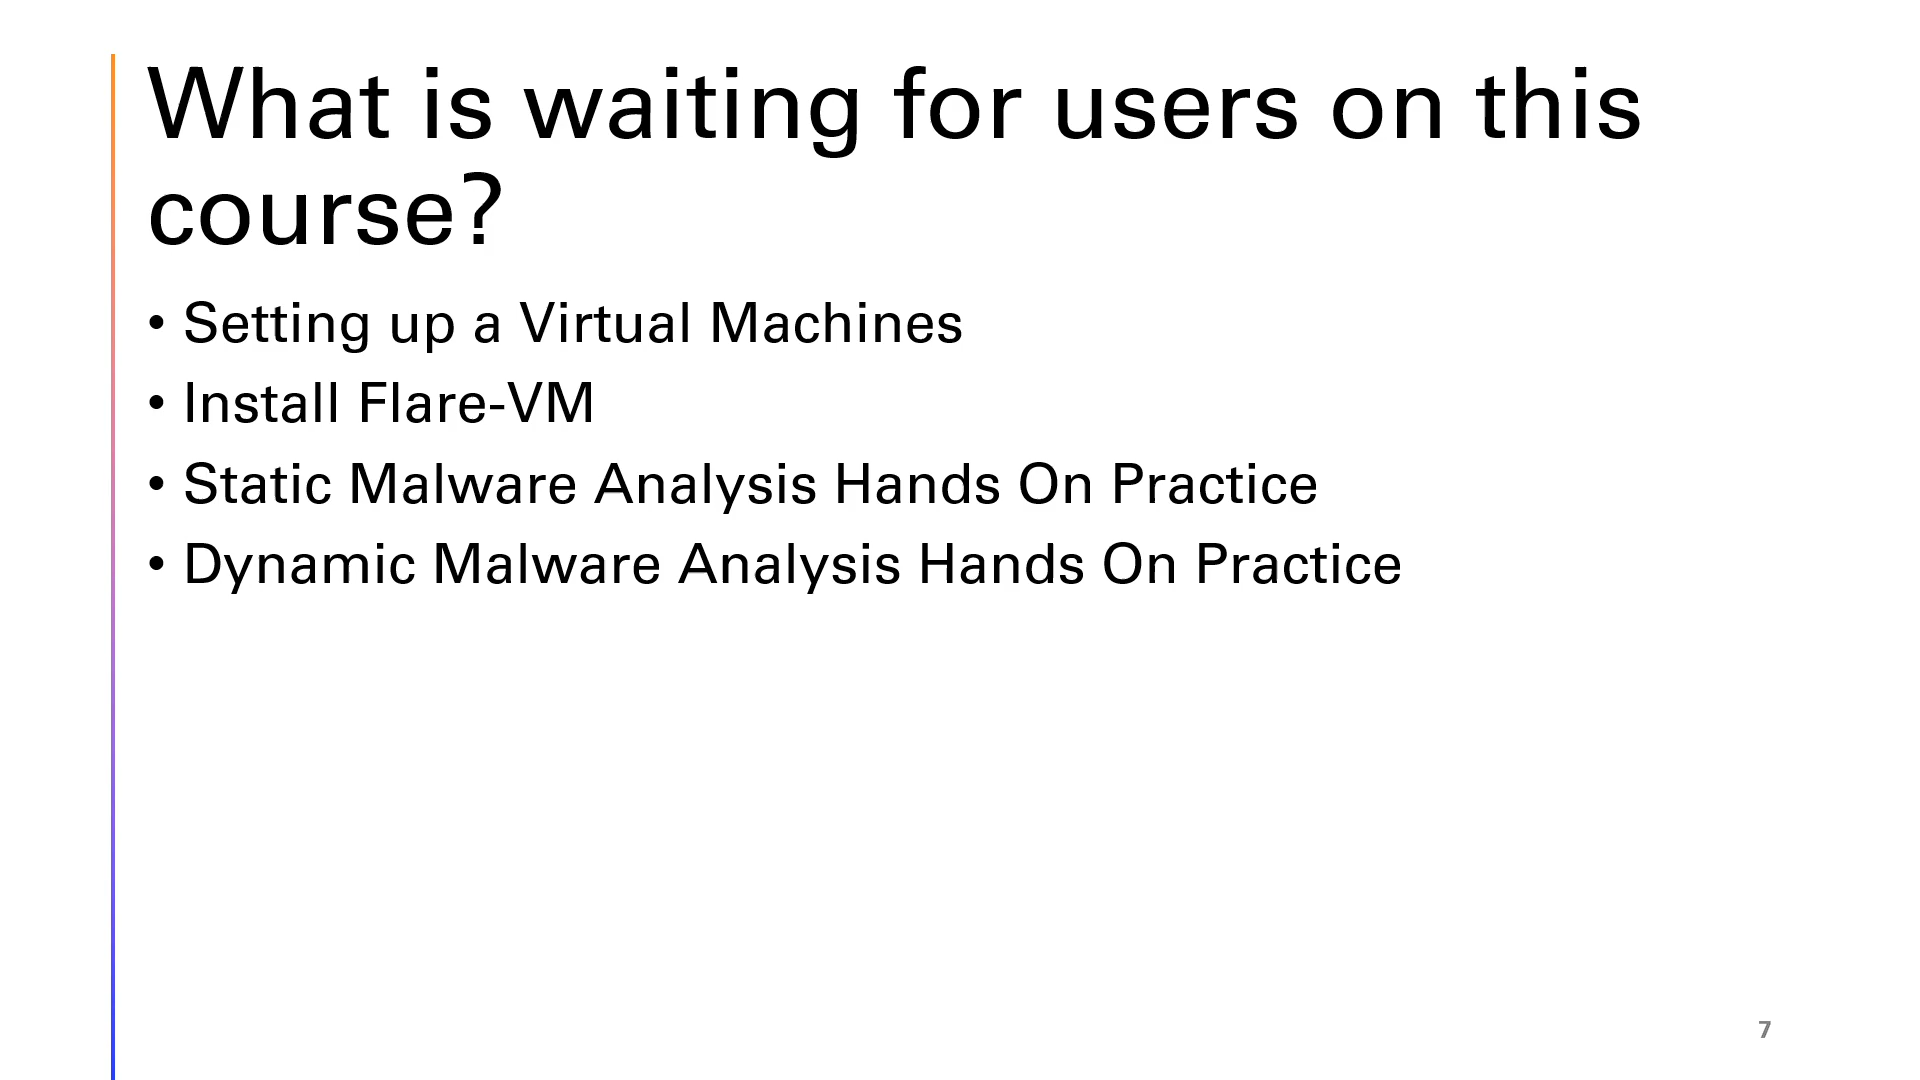 What is waiting for users on this
course?
• Setting up a Virtual Machines
• Install Flare-VM
• Static Malware Analysis Hands On Practice
• Dynamic Malware Analysis Hands On Practice
7